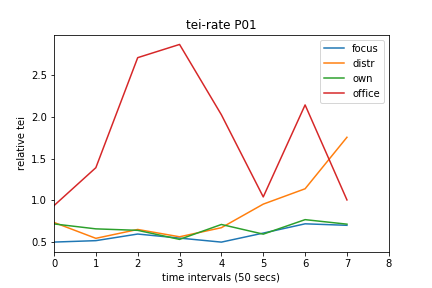 tei-rate P01
focus
distr
own
office
relative tei
2.5
2.0
1.5
1.0
0.5
0 1 2 3 4 5 6 7 8
time intervals (50 secs)